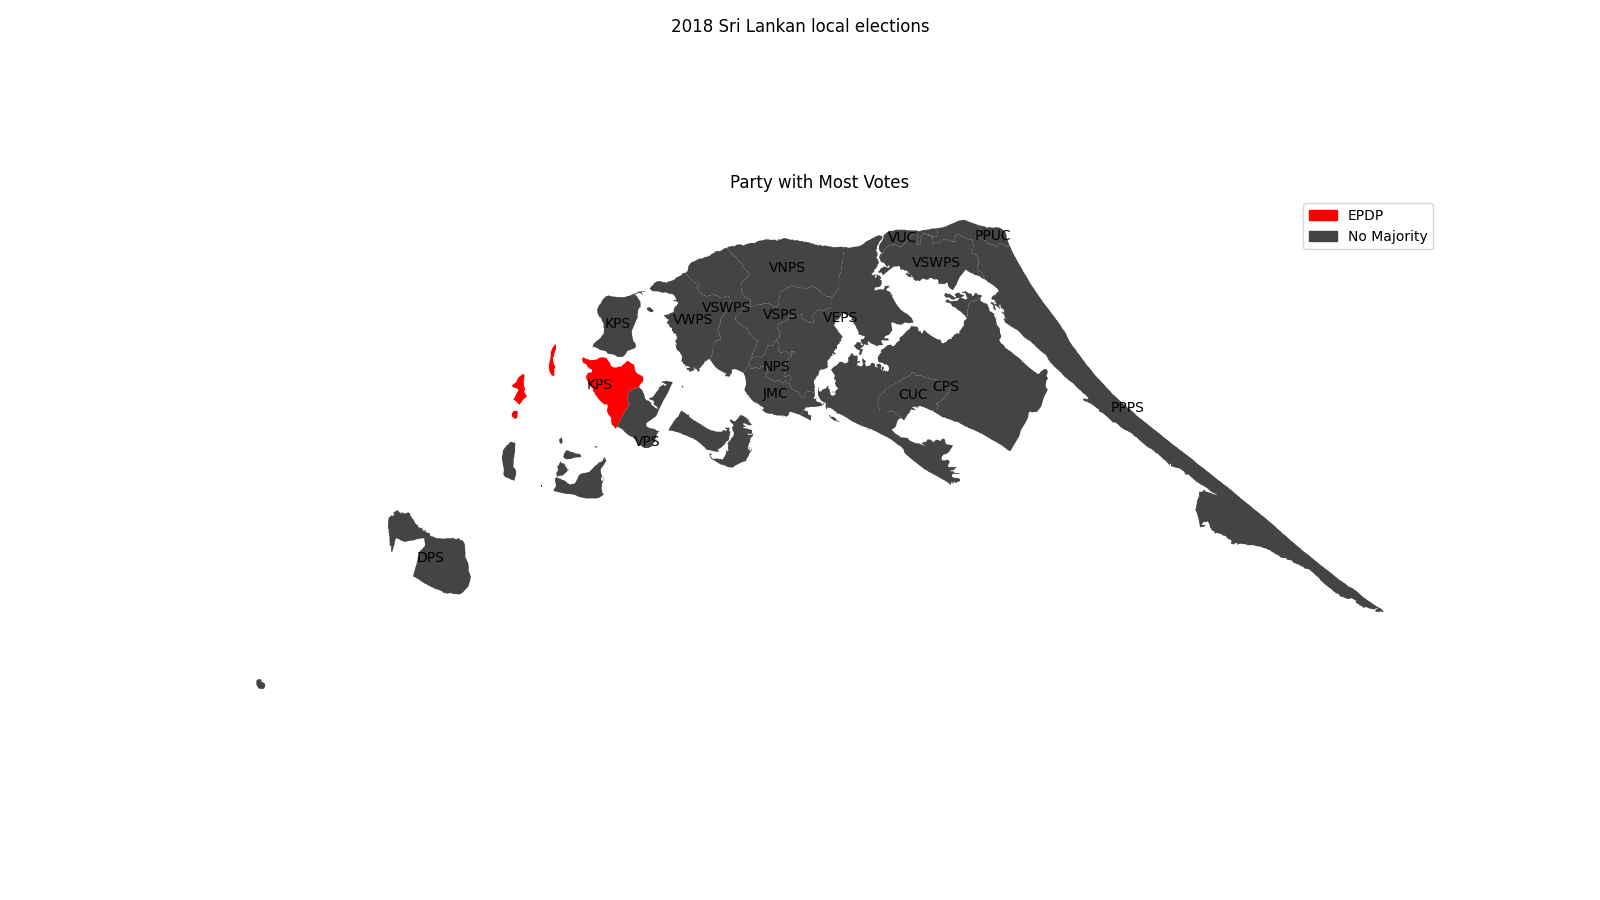 2018 Sri Lankan local elections
Party with Most Votes
EPDP
No Majority
VUC
PPUC
VNPS
VSWPS
VSWPS
VSPS
VEPS
VWPS
KPS
NPS
KPS
JMC
CUC
CPS
PPPS
VPS
DPS